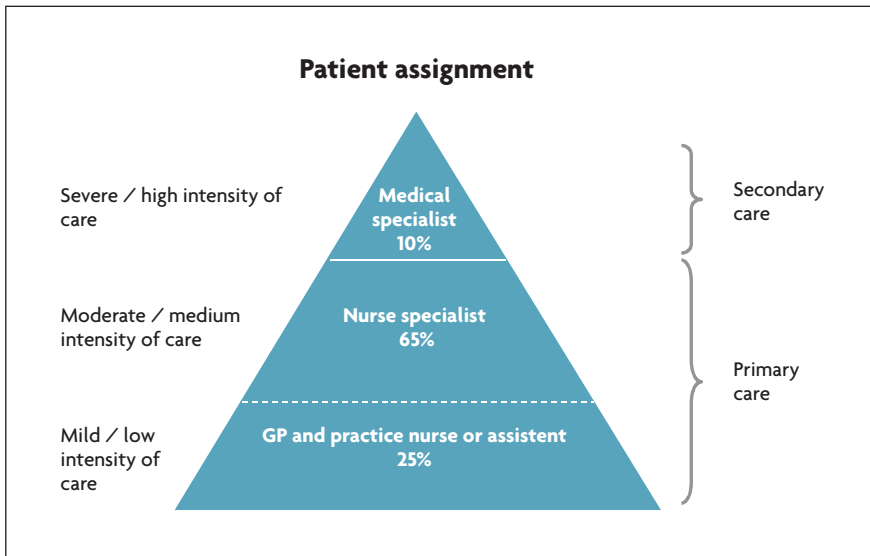 Patient assignment
Severe / high intensity of
care
Medical
specialist
10%
Secondary
care
Moderate / medium
intensity of care
Nurse specialist
65%
Primary
care
Mild / low
intensity of
care
GP and practice nurse or assistent
25%